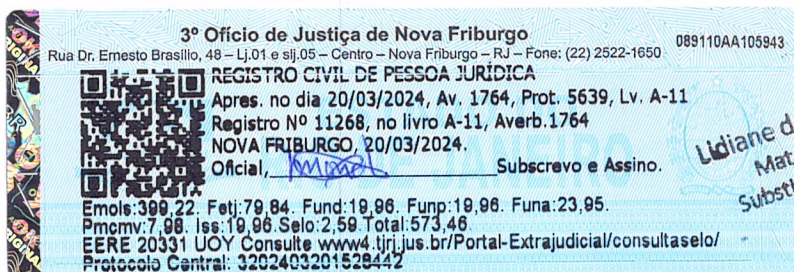 3º Ofício de Justiça de Nova Friburgo
089110AA105943
Rua Dr. Ernesto Brasílio, 48 – Lj.01 e slj.05 – Centro – Nova Friburgo – RJ – Fone: (22) 2522-1650
REGISTRO CIVIL DE PESSOA JURÍDICA
Apres. no dia 20/03/2024, Av. 1764, Prot. 5639, Lv. A-11
Registro Nº 11268, no livro A-11, Averb.1764
NOVA FRIBURGO, 20/03/2024.
Oficial, Subscrevo e Assino.
Lidiane d
Mat
Substi
Emols:399,22. Fetj:79,84. Fund:19,96. Funp:19,96. Funa:23,95.
Pmcmv:7,98. Iss:19,96.Selo:2,59.Total:573,46.
EERE 20331 UOY Consulte www4.tjrj.jus.br/Portal-Extrajudicial/consultaselo/
Protocolo Central: 3202403201528442